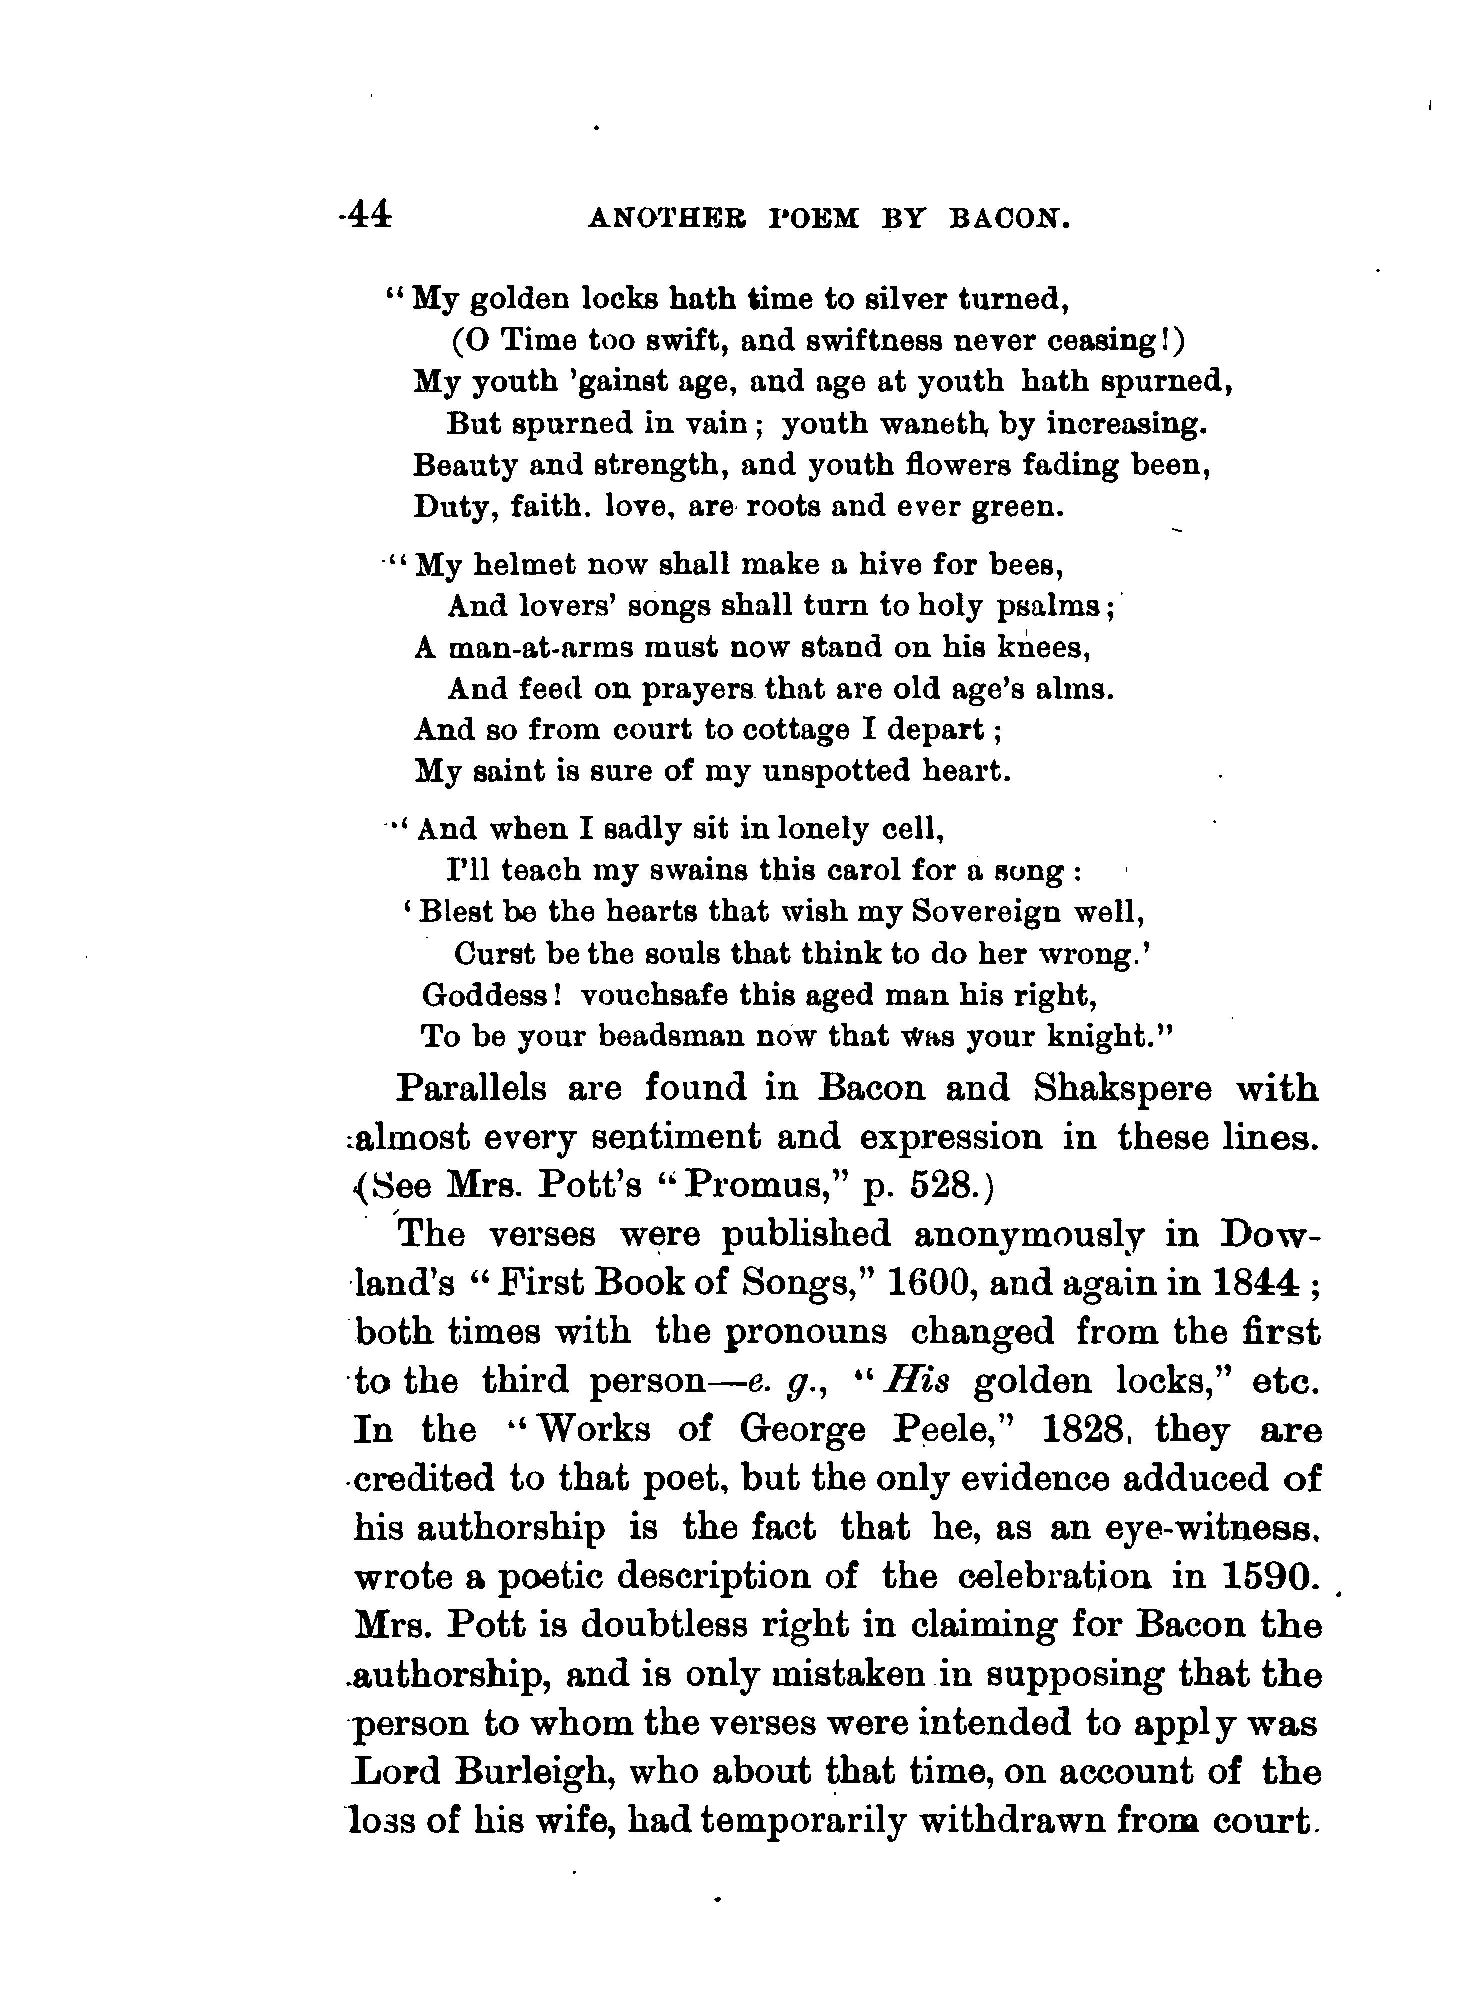 44 ANOTHER POEM BY BACON.
"My golden locks hath time to silver turned,
(O Time too swift, and swiftness never ceasing!)
My youth 'gainst age, and age at youth hath spurned,
But spurned in vain; youth waneth by increasing.
Beauty and strength, and youth flowers fading been,
Duty, faith. love, are roots and ever green.
"My helmet now shall make a hive for bees,
And lovers' songs shall turn to holy psalms;
A man-at-arms must now stand on his knees,
And feed on prayers that are old age's alms.
And so from court to cottage I depart;
My saint is sure of my unspotted heart.
"And when I sadly sit in lonely cell,
I'll teach my swains this carol for a song:
'Blest be the hearts that wish my Sovereign well,
Curst be the souls that think to do her wrong.'
Goddess! vouchsafe this aged man his right,
To be your beadsman now that was your knight."
Parallels are found in Bacon and Shakspere with
almost every sentiment and expression in these lines.
(See Mrs. Pott's "Promus," p. 528.)
The verses were published anonymously in Dow-
land's "First Book of Songs," 1600, and again in 1844;
both times with the pronouns changed from the first
to the third person—e. g., "His golden locks," etc.
In the "Works of George Peele," 1828, they are
credited to that poet, but the only evidence adduced of
his authorship is the fact that he, as an eye-witness,
wrote a poetic description of the celebration in 1590.
Mrs. Pott is doubtless right in claiming for Bacon the
authorship, and is only mistaken in supposing that the
person to whom the verses were intended to apply was
Lord Burleigh, who about that time, on account of the
loss of his wife, had temporarily withdrawn from court.